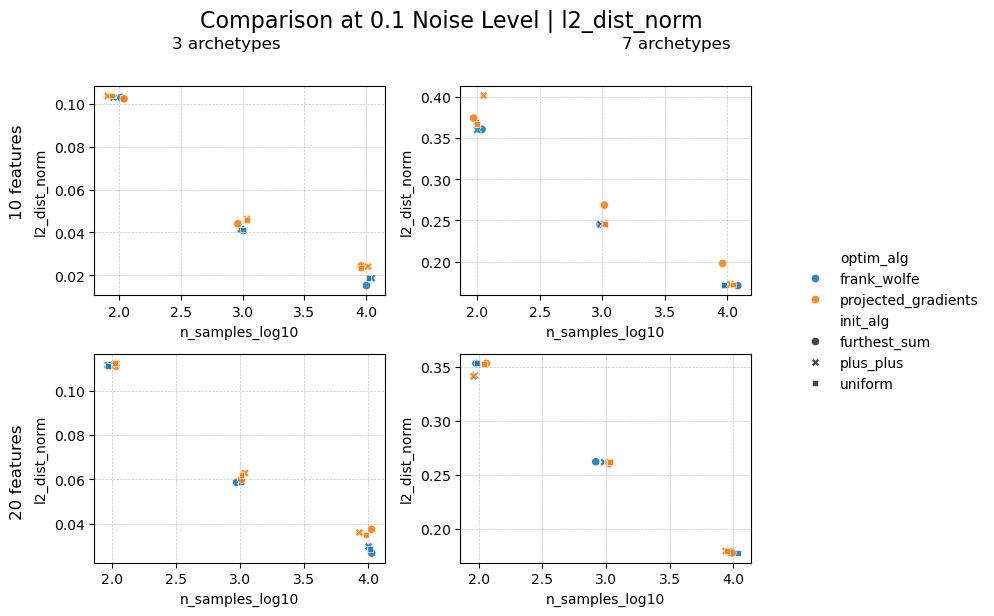 Comparison at 0.1 Noise Level | l2_dist_norm
3 archetypes
7 archetypes
10 features
l2_dist_norm
0.10
0.08
0.06
0.04
0.02
2.0 2.5 3.0 3.5 4.0
n_samples_log10
l2_dist_norm
0.40
0.35
0.30
0.25
0.20
2.0 2.5 3.0 3.5 4.0
n_samples_log10
20 features
l2_dist_norm
0.10
0.08
0.06
0.04
2.0 2.5 3.0 3.5 4.0
n_samples_log10
l2_dist_norm
0.35
0.30
0.25
0.20
2.0 2.5 3.0 3.5 4.0
n_samples_log10
optim_alg
frank_wolfe
projected_gradients
init_alg
furthest_sum
plus_plus
uniform